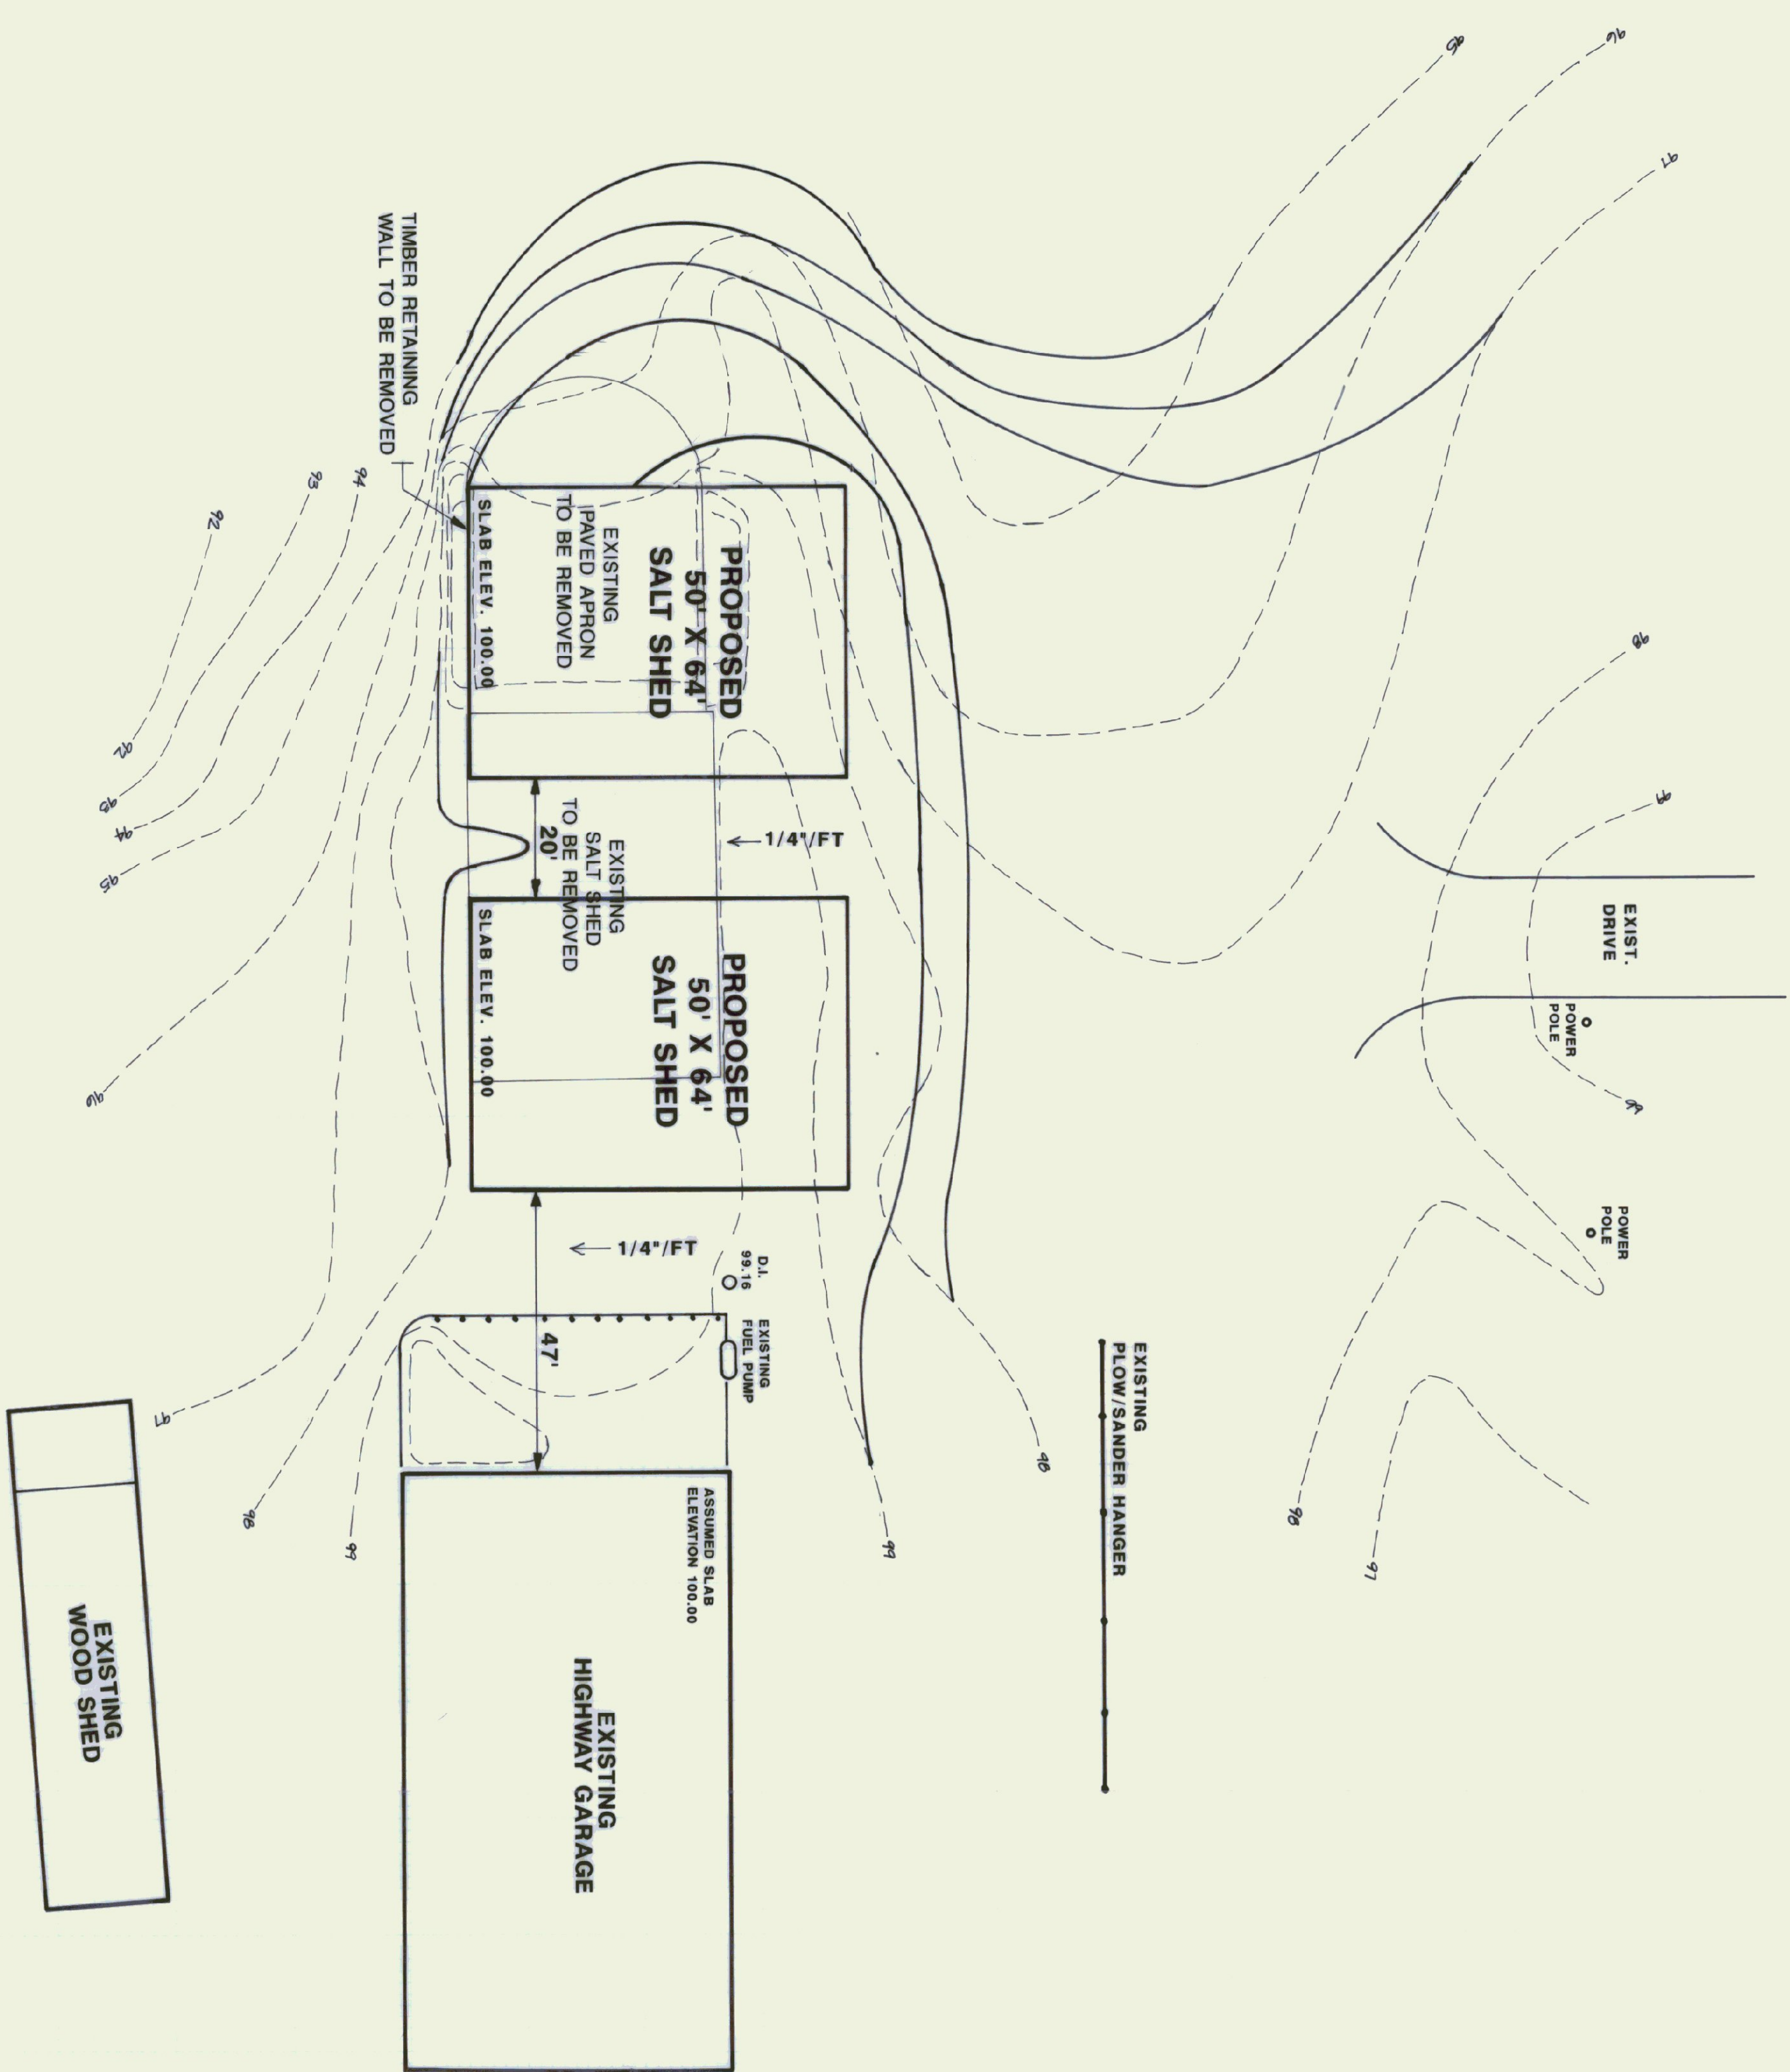 97
96
95
98
99
EXIST.
DRIVE
POWER
POLE
99
POWER
POLE
97
98
EXISTING
PLOW/SANDER HANGER
98
99
TIMBER RETAINING
WALL TO BE REMOVED
PROPOSED
50' X 64'
SALT SHED
EXISTING
PAVED APRON
TO BE REMOVED
SLAB ELEV. 100.00
1/4"/FT
EXISTING
SALT SHED
TO BE REMOVED
20'
PROPOSED
50' X 64'
SALT SHED
SLAB ELEV. 100.00
D.I.
99.16
1/4"/FT
EXISTING
FUEL PUMP
47'
ASSUMED SLAB
ELEVATION 100.00
EXISTING
HIGHWAY GARAGE
94
93
92
92
93
94
95
96
97
98
99
EXISTING
WOOD SHED